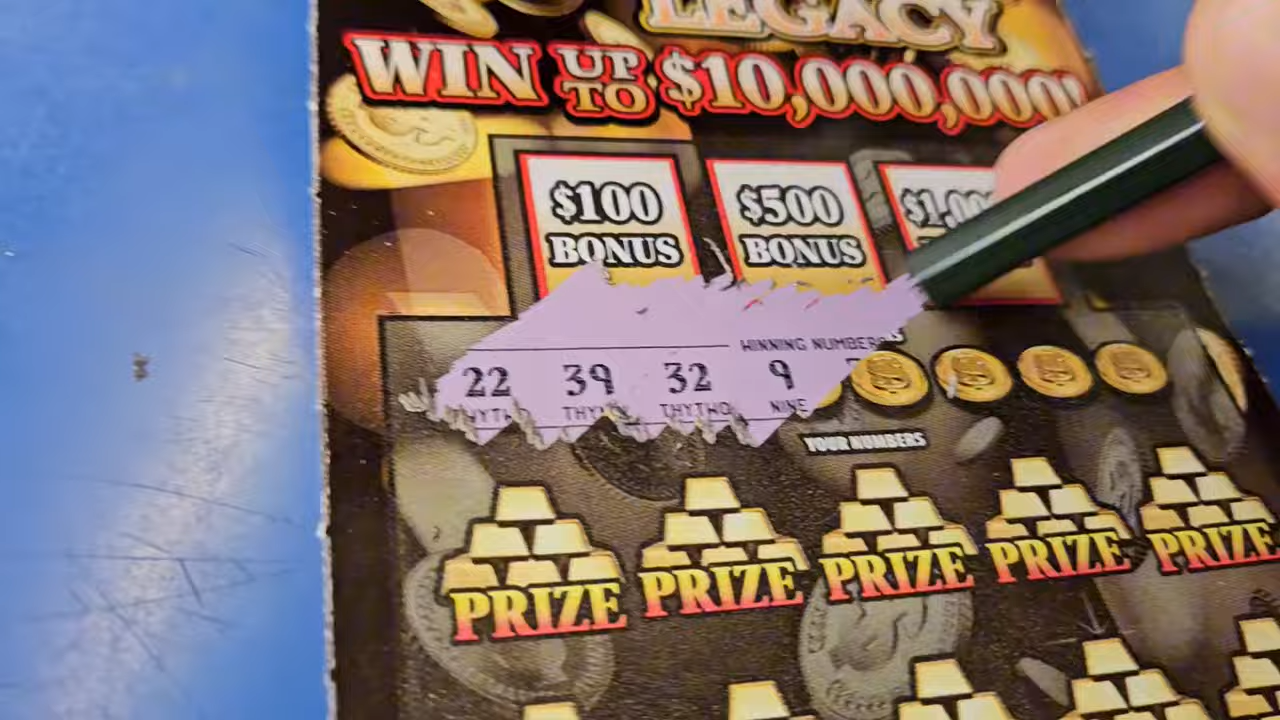 LEGACY
WIN UP TO $10,000,000!
$100 BONUS
$500 BONUS
WINNING NUMBERS
22 39 32 9
THYTWO NINE
YOUR NUMBERS
PRIZE PRIZE PRIZE PRIZE PRIZE